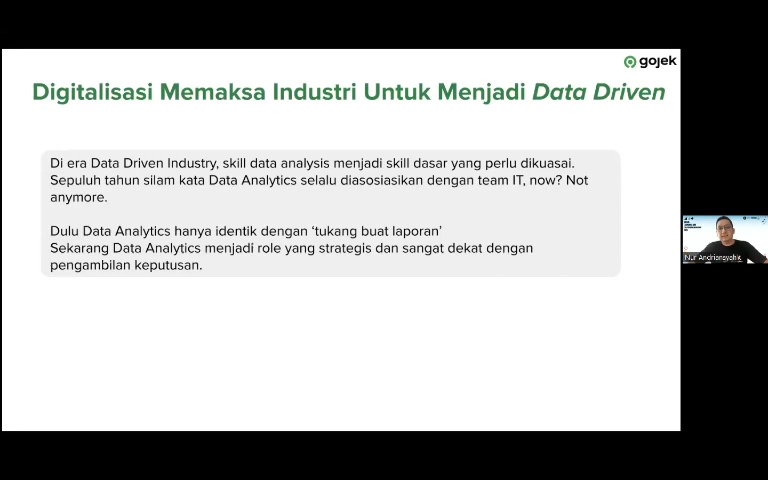 gojek
Digitalisasi Memaksa Industri Untuk Menjadi Data Driven
Di era Data Driven Industry, skill data analysis menjadi skill dasar yang perlu dikuasai.
Sepuluh tahun silam kata Data Analytics selalu diasosiasikan dengan team IT, now? Not
anymore.
Dulu Data Analytics hanya identik dengan ‘tukang buat laporan’
Sekarang Data Analytics menjadi role yang strategis dan sangat dekat dengan
pengambilan keputusan.